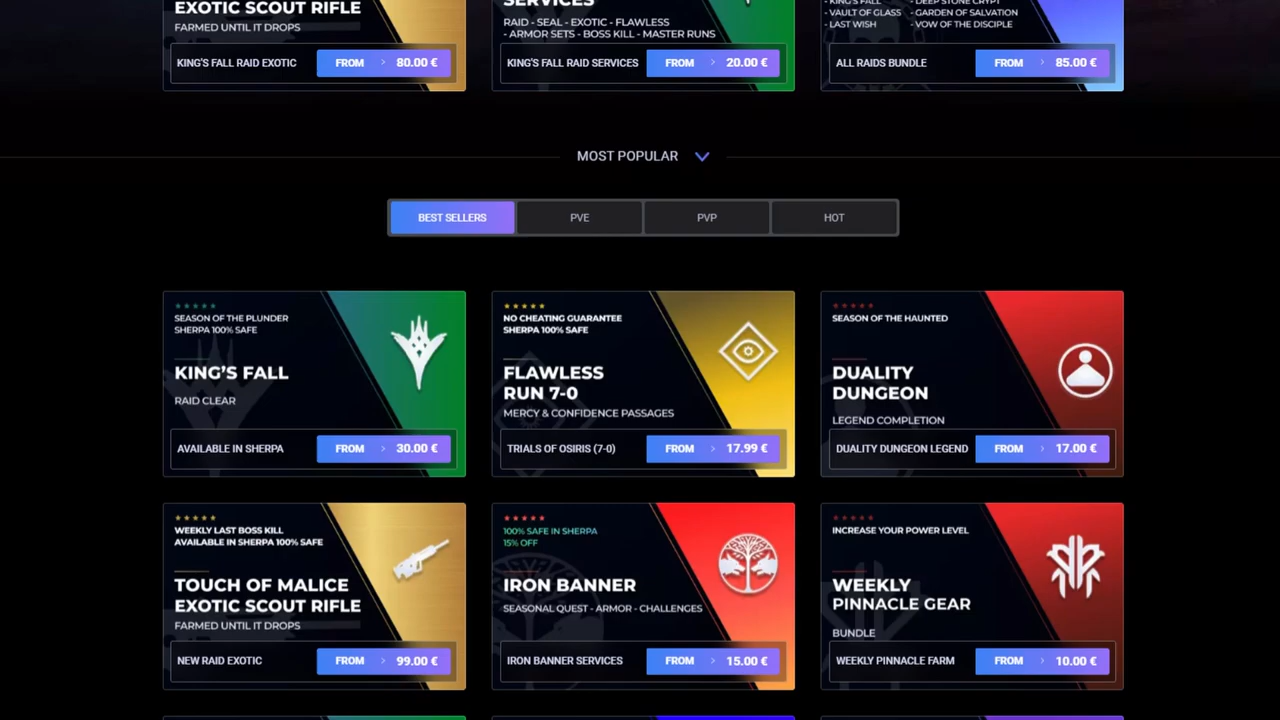 EXOTIC SCOUT RIFLE
FARMED UNTIL IT DROPS
KING'S FALL RAID EXOTIC
FROM > 80.00 €
SERVICES
RAID - SEAL - EXOTIC - FLAWLESS
- ARMOR SETS - BOSS KILL - MASTER RUNS
KING'S FALL RAID SERVICES
FROM > 20.00 €
- KING'S FALL - DEEP STONE CRYPT
- VAULT OF GLASS - GARDEN OF SALVATION
- LAST WISH - VOW OF THE DISCIPLE
ALL RAIDS BUNDLE
FROM > 85.00 €
MOST POPULAR
BEST SELLERS
PVE
PVP
HOT
SEASON OF THE PLUNDER
SHERPA 100% SAFE
KING'S FALL
RAID CLEAR
AVAILABLE IN SHERPA
FROM > 30.00 €
NO CHEATING GUARANTEE
SHERPA 100% SAFE
FLAWLESS
RUN 7-0
MERCY & CONFIDENCE PASSAGES
TRIALS OF OSIRIS (7-0)
FROM > 17.99 €
SEASON OF THE HAUNTED
DUALITY
DUNGEON
LEGEND COMPLETION
DUALITY DUNGEON LEGEND
FROM > 17.00 €
WEEKLY LAST BOSS KILL
AVAILABLE IN SHERPA 100% SAFE
TOUCH OF MALICE
EXOTIC SCOUT RIFLE
FARMED UNTIL IT DROPS
NEW RAID EXOTIC
FROM > 99.00 €
100% SAFE IN SHERPA
15% OFF
IRON BANNER
SEASONAL QUEST - ARMOR - CHALLENGES
IRON BANNER SERVICES
FROM > 15.00 €
INCREASE YOUR POWER LEVEL
WEEKLY
PINNACLE GEAR
BUNDLE
WEEKLY PINNACLE FARM
FROM > 10.00 €